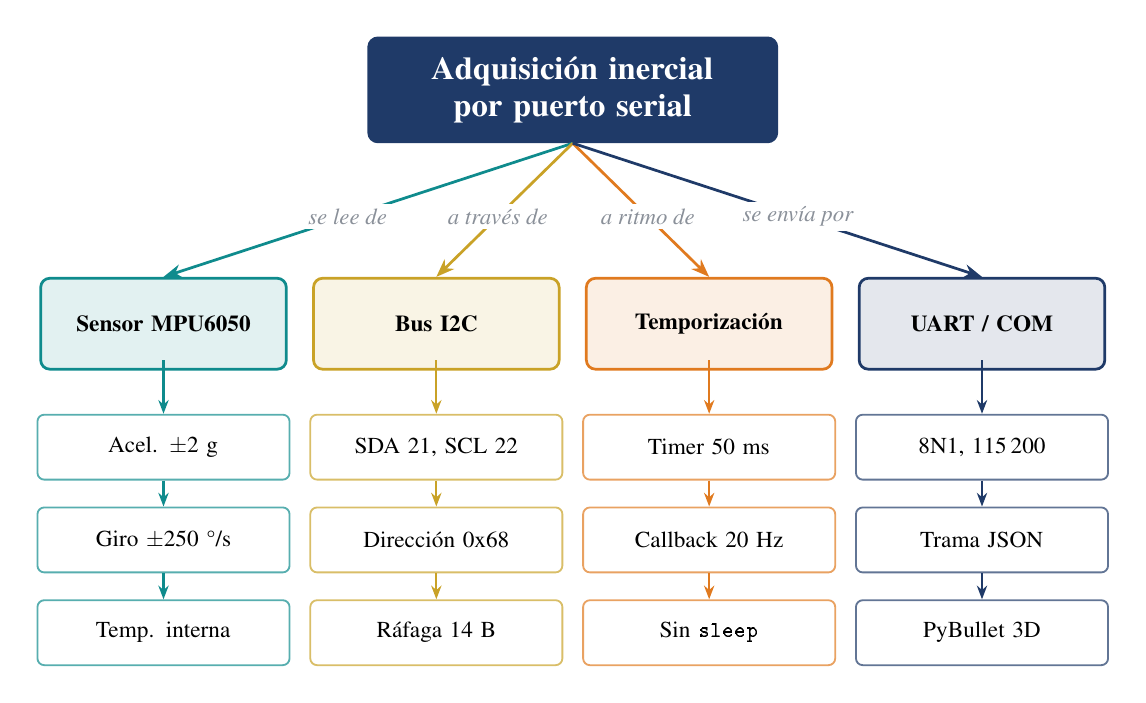 Adquisición inercial
por puerto serial
se lee de
a través de
a ritmo de
se envía por
Sensor MPU6050
Bus I2C
Temporización
UART / COM
Acel. ±2 g
SDA 21, SCL 22
Timer 50 ms
8N1, 115 200
Giro ±250 °/s
Dirección 0x68
Callback 20 Hz
Trama JSON
Temp. interna
Ráfaga 14 B
Sin sleep
PyBullet 3D